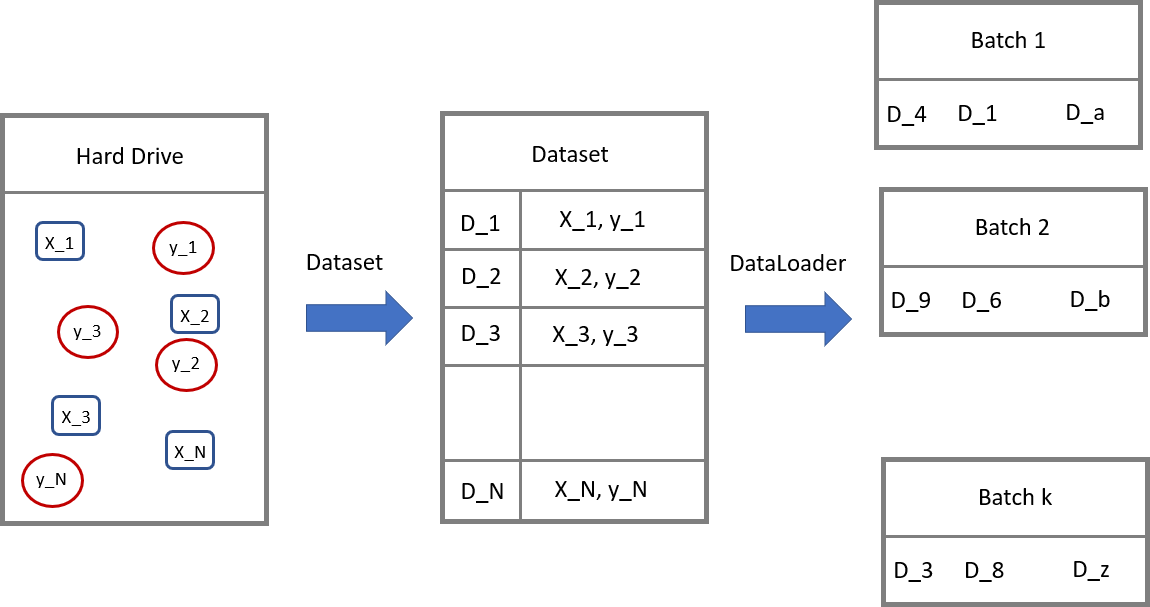 Hard Drive
X_1
y_1
X_2
y_3
y_2
X_3
X_N
y_N
Dataset
Dataset
D_1 X_1, y_1
D_2 X_2, y_2
D_3 X_3, y_3
D_N X_N, y_N
DataLoader
Batch 1
D_4 D_1 D_a
Batch 2
D_9 D_6 D_b
Batch k
D_3 D_8 D_z